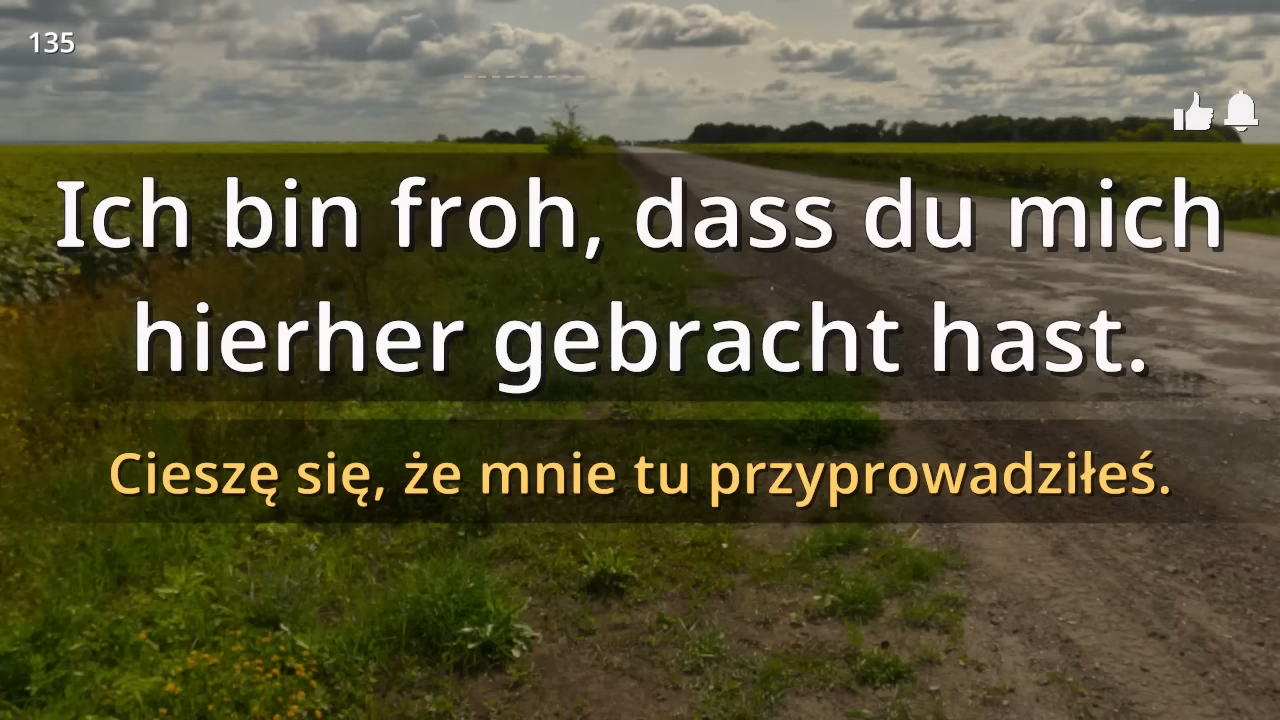 135
Ich bin froh, dass du mich
hierher gebracht hast.
Cieszę się, że mnie tu przyprowadziłeś.